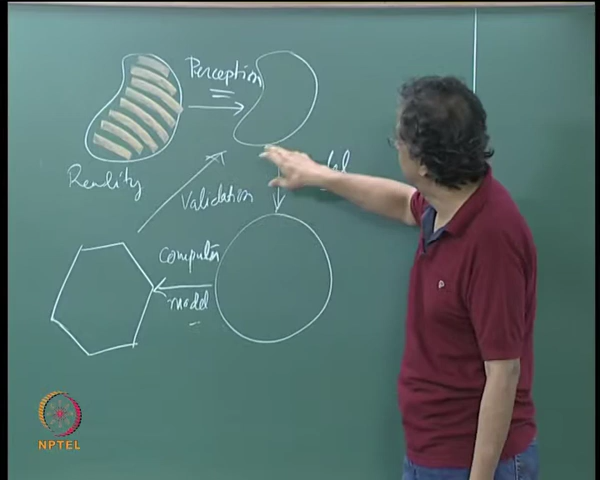 Perception
Reality
Validation
computer
model
NPTEL